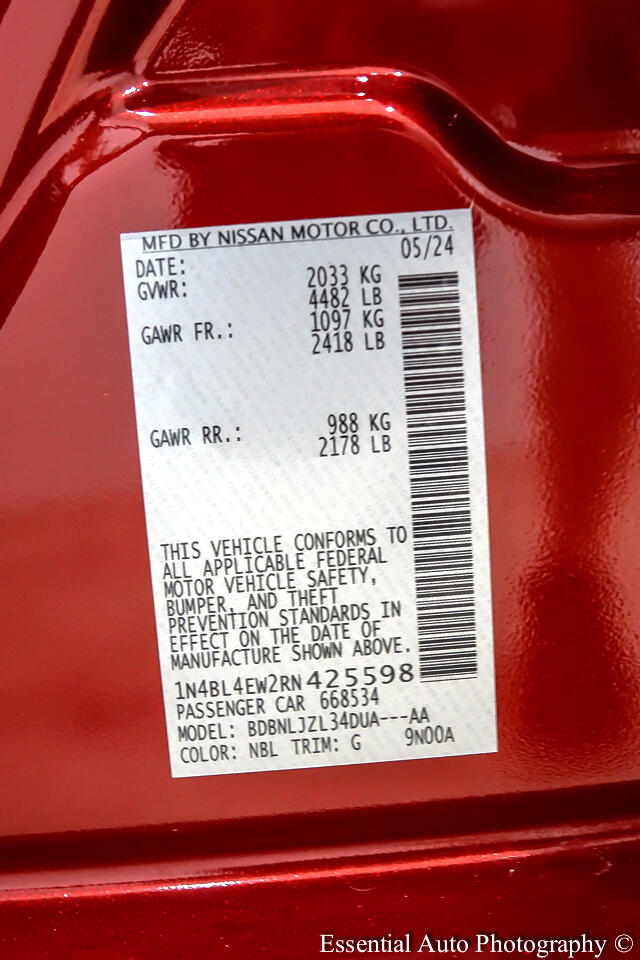 MFD BY NISSAN MOTOR CO., LTD.
DATE: 05/24
GVWR: 2033 KG
4482 LB
GAWR FR.: 1097 KG
2418 LB
GAWR RR.: 988 KG
2178 LB
THIS VEHICLE CONFORMS TO
ALL APPLICABLE FEDERAL
MOTOR VEHICLE SAFETY,
BUMPER, AND THEFT
PREVENTION STANDARDS IN
EFFECT ON THE DATE OF
MANUFACTURE SHOWN ABOVE.
1N4BL4EW2RN425598
PASSENGER CAR 668534
MODEL: BDBNLJZL34DUA---AA
COLOR: NBL TRIM: G 9N00A
Essential Auto Photography ©